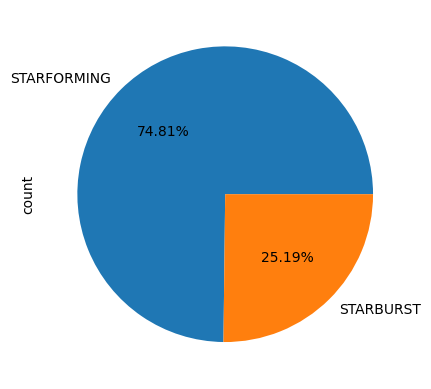 STARFORMING
74.81%
count
25.19%
STARBURST